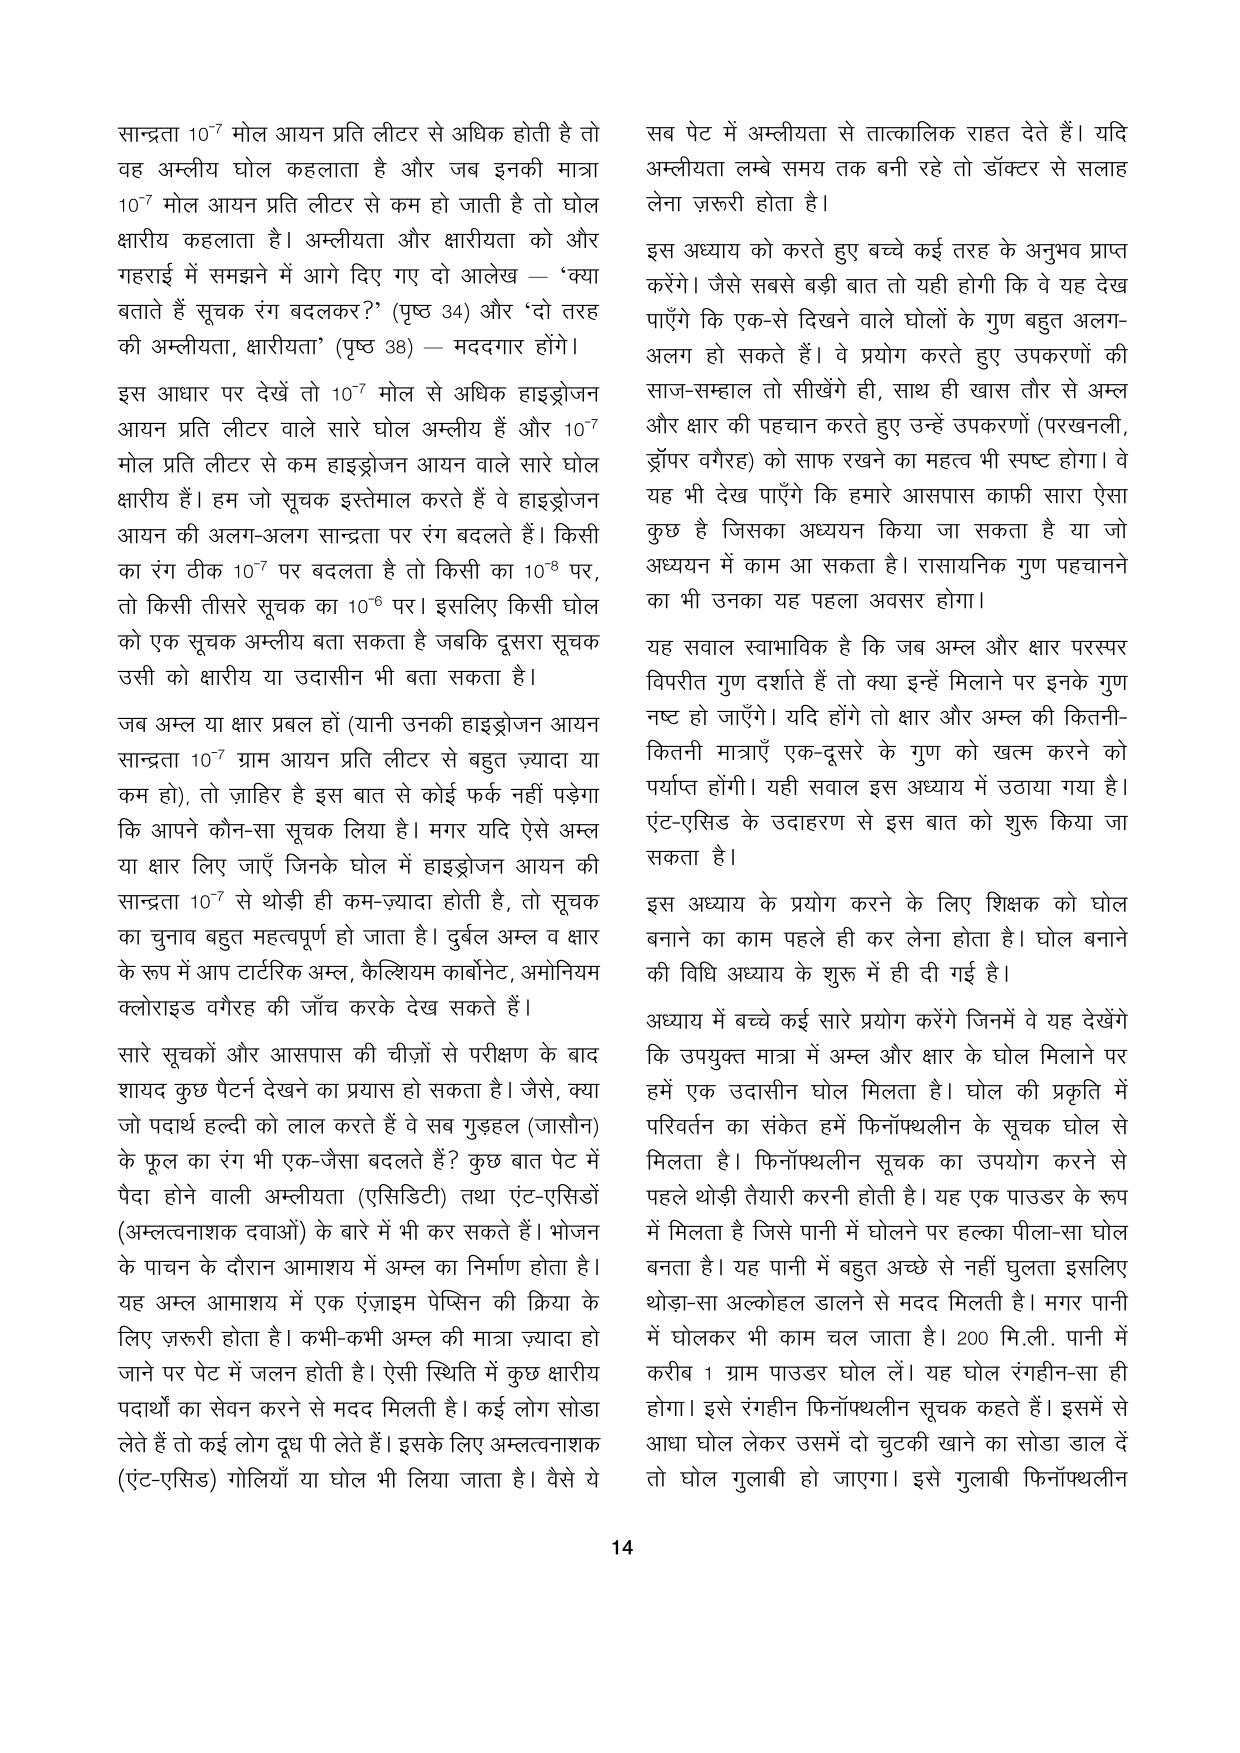 सान्द्रता 10⁻⁷ मोल आयन प्रति लीटर से अधिक होती है तो
वह अम्लीय घोल कहलाता है और जब इनकी मात्रा
10⁻⁷ मोल आयन प्रति लीटर से कम हो जाती है तो घोल
क्षारीय कहलाता है। अम्लीयता और क्षारीयता को और
गहराई में समझने में आगे दिए गए दो आलेख — ‘क्या
बताते हैं सूचक रंग बदलकर?’ (पृष्ठ 34) और ‘दो तरह
की अम्लीयता, क्षारीयता’ (पृष्ठ 38) — मददगार होंगे।
इस आधार पर देखें तो 10⁻⁷ मोल से अधिक हाइड्रोजन
आयन प्रति लीटर वाले सारे घोल अम्लीय हैं और 10⁻⁷
मोल प्रति लीटर से कम हाइड्रोजन आयन वाले सारे घोल
क्षारीय हैं। हम जो सूचक इस्तेमाल करते हैं वे हाइड्रोजन
आयन की अलग-अलग सान्द्रता पर रंग बदलते हैं। किसी
का रंग ठीक 10⁻⁷ पर बदलता है तो किसी का 10⁻⁸ पर,
तो किसी तीसरे सूचक का 10⁻⁶ पर। इसलिए किसी घोल
को एक सूचक अम्लीय बता सकता है जबकि दूसरा सूचक
उसी को क्षारीय या उदासीन भी बता सकता है।
जब अम्ल या क्षार प्रबल हों (यानी उनकी हाइड्रोजन आयन
सान्द्रता 10⁻⁷ ग्राम आयन प्रति लीटर से बहुत ज़्यादा या
कम हो), तो ज़ाहिर है इस बात से कोई फर्क नहीं पड़ेगा
कि आपने कौन-सा सूचक लिया है। मगर यदि ऐसे अम्ल
या क्षार लिए जाएँ जिनके घोल में हाइड्रोजन आयन की
सान्द्रता 10⁻⁷ से थोड़ी ही कम-ज़्यादा होती है, तो सूचक
का चुनाव बहुत महत्वपूर्ण हो जाता है। दुर्बल अम्ल व क्षार
के रूप में आप टार्टरिक अम्ल, कैल्शियम कार्बोनेट, अमोनियम
क्लोराइड वगैरह की जाँच करके देख सकते हैं।
सारे सूचकों और आसपास की चीज़ों से परीक्षण के बाद
शायद कुछ पैटर्न देखने का प्रयास हो सकता है। जैसे, क्या
जो पदार्थ हल्दी को लाल करते हैं वे सब गुड़हल (जासौन)
के फूल का रंग भी एक-जैसा बदलते हैं? कुछ बात पेट में
पैदा होने वाली अम्लीयता (एसिडिटी) तथा एंट-एसिडों
(अम्लत्वनाशक दवाओं) के बारे में भी कर सकते हैं। भोजन
के पाचन के दौरान आमाशय में अम्ल का निर्माण होता है।
यह अम्ल आमाशय में एक एंज़ाइम पेप्सिन की क्रिया के
लिए ज़रूरी होता है। कभी-कभी अम्ल की मात्रा ज़्यादा हो
जाने पर पेट में जलन होती है। ऐसी स्थिति में कुछ क्षारीय
पदार्थों का सेवन करने से मदद मिलती है। कई लोग सोडा
लेते हैं तो कई लोग दूध पी लेते हैं। इसके लिए अम्लत्वनाशक
(एंट-एसिड) गोलियाँ या घोल भी लिया जाता है। वैसे ये
सब पेट में अम्लीयता से तात्कालिक राहत देते हैं। यदि
अम्लीयता लम्बे समय तक बनी रहे तो डॉक्टर से सलाह
लेना ज़रूरी होता है।
इस अध्याय को करते हुए बच्चे कई तरह के अनुभव प्राप्त
करेंगे। जैसे सबसे बड़ी बात तो यही होगी कि वे यह देख
पाएँगे कि एक-से दिखने वाले घोलों के गुण बहुत अलग-
अलग हो सकते हैं। वे प्रयोग करते हुए उपकरणों की
साज-सम्हाल तो सीखेंगे ही, साथ ही खास तौर से अम्ल
और क्षार की पहचान करते हुए उन्हें उपकरणों (परखनली,
ड्रॉपर वगैरह) को साफ रखने का महत्व भी स्पष्ट होगा। वे
यह भी देख पाएँगे कि हमारे आसपास काफी सारा ऐसा
कुछ है जिसका अध्ययन किया जा सकता है या जो
अध्ययन में काम आ सकता है। रासायनिक गुण पहचानने
का भी उनका यह पहला अवसर होगा।
यह सवाल स्वाभाविक है कि जब अम्ल और क्षार परस्पर
विपरीत गुण दर्शाते हैं तो क्या इन्हें मिलाने पर इनके गुण
नष्ट हो जाएँगे। यदि होंगे तो क्षार और अम्ल की कितनी-
कितनी मात्राएँ एक-दूसरे के गुण को खत्म करने को
पर्याप्त होंगी। यही सवाल इस अध्याय में उठाया गया है।
एंट-एसिड के उदाहरण से इस बात को शुरू किया जा
सकता है।
इस अध्याय के प्रयोग करने के लिए शिक्षक को घोल
बनाने का काम पहले ही कर लेना होता है। घोल बनाने
की विधि अध्याय के शुरू में ही दी गई है।
अध्याय में बच्चे कई सारे प्रयोग करेंगे जिनमें वे यह देखेंगे
कि उपयुक्त मात्रा में अम्ल और क्षार के घोल मिलाने पर
हमें एक उदासीन घोल मिलता है। घोल की प्रकृति में
परिवर्तन का संकेत हमें फिनॉफ्थलीन के सूचक घोल से
मिलता है। फिनॉफ्थलीन सूचक का उपयोग करने से
पहले थोड़ी तैयारी करनी होती है। यह एक पाउडर के रूप
में मिलता है जिसे पानी में घोलने पर हल्का पीला-सा घोल
बनता है। यह पानी में बहुत अच्छे से नहीं घुलता इसलिए
थोड़ा-सा अल्कोहल डालने से मदद मिलती है। मगर पानी
में घोलकर भी काम चल जाता है। 200 मि.ली. पानी में
करीब 1 ग्राम पाउडर घोल लें। यह घोल रंगहीन-सा ही
होगा। इसे रंगहीन फिनॉफ्थलीन सूचक कहते हैं। इसमें से
आधा घोल लेकर उसमें दो चुटकी खाने का सोडा डाल दें
तो घोल गुलाबी हो जाएगा। इसे गुलाबी फिनॉफ्थलीन
14